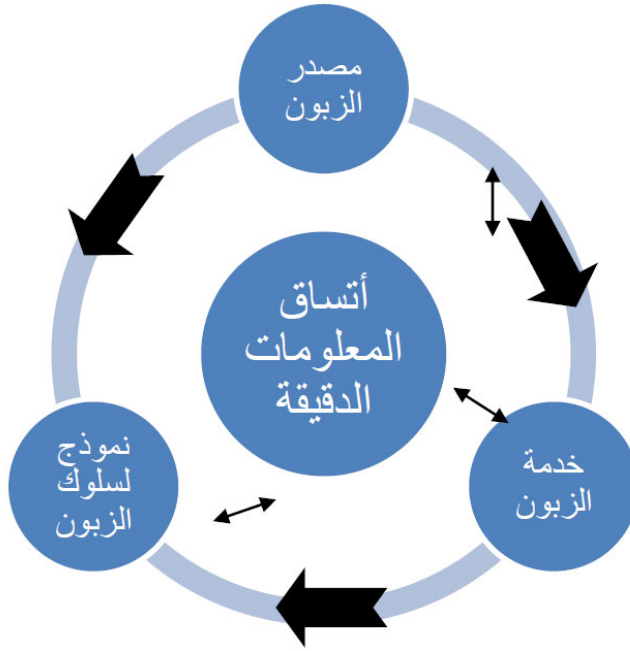 مصدر
الزبون
أتساق
المعلومات
الدقيقة
خدمة
الزبون
نموذج
لسلوك
الزبون